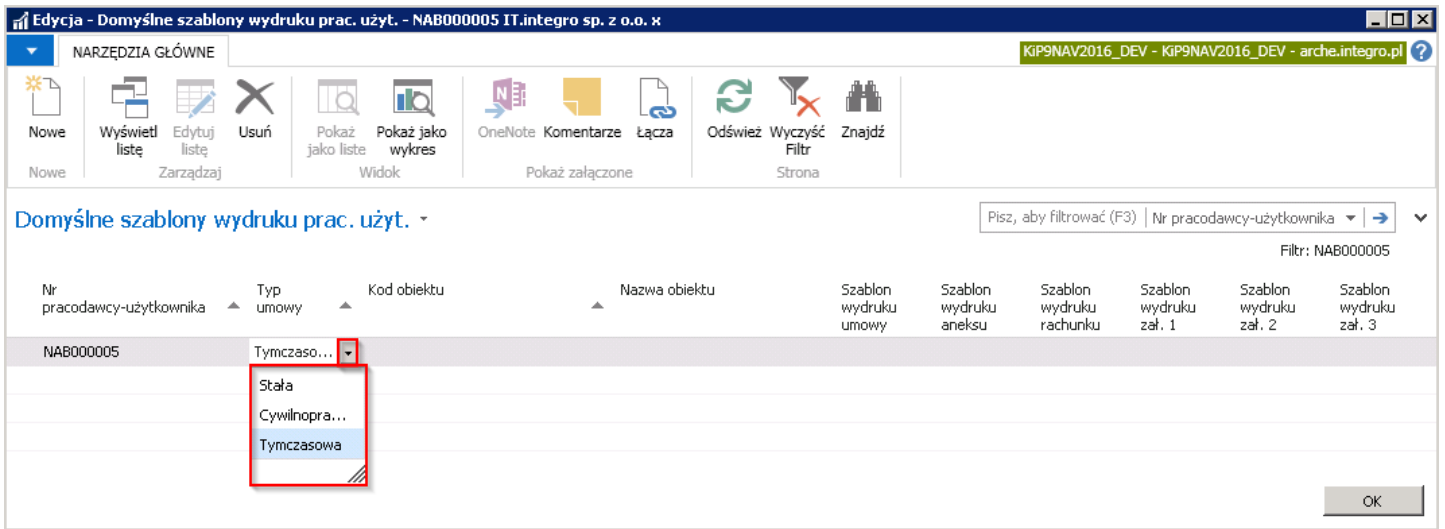 Edycja - Domyślne szablony wydruku prac. użyt. - NAB000005 IT.integro sp. z o.o. x
NARZĘDZIA GŁÓWNE
KiP9NAV2016_DEV - KiP9NAV2016_DEV - arche.integro.pl
Nowe
Wyświetl listę
Edytuj listę
Usuń
Pokaż jako liste
Pokaż jako wykres
OneNote
Komentarze
Łącza
Odśwież
Wyczyść Filtr
Znajdź
Nowe
Zarządzaj
Widok
Pokaż załączone
Strona
Domyślne szablony wydruku prac. użyt.
Pisz, aby filtrować (F3)
Nr pracodawcy-użytkownika
Filtr: NAB000005
Nr pracodawcy-użytkownika
Typ umowy
Kod obiektu
Nazwa obiektu
Szablon wydruku umowy
Szablon wydruku aneksu
Szablon wydruku rachunku
Szablon wydruku zał. 1
Szablon wydruku zał. 2
Szablon wydruku zał. 3
NAB000005
Tymczaso...
Stała
Cywilnopra...
Tymczasowa
OK